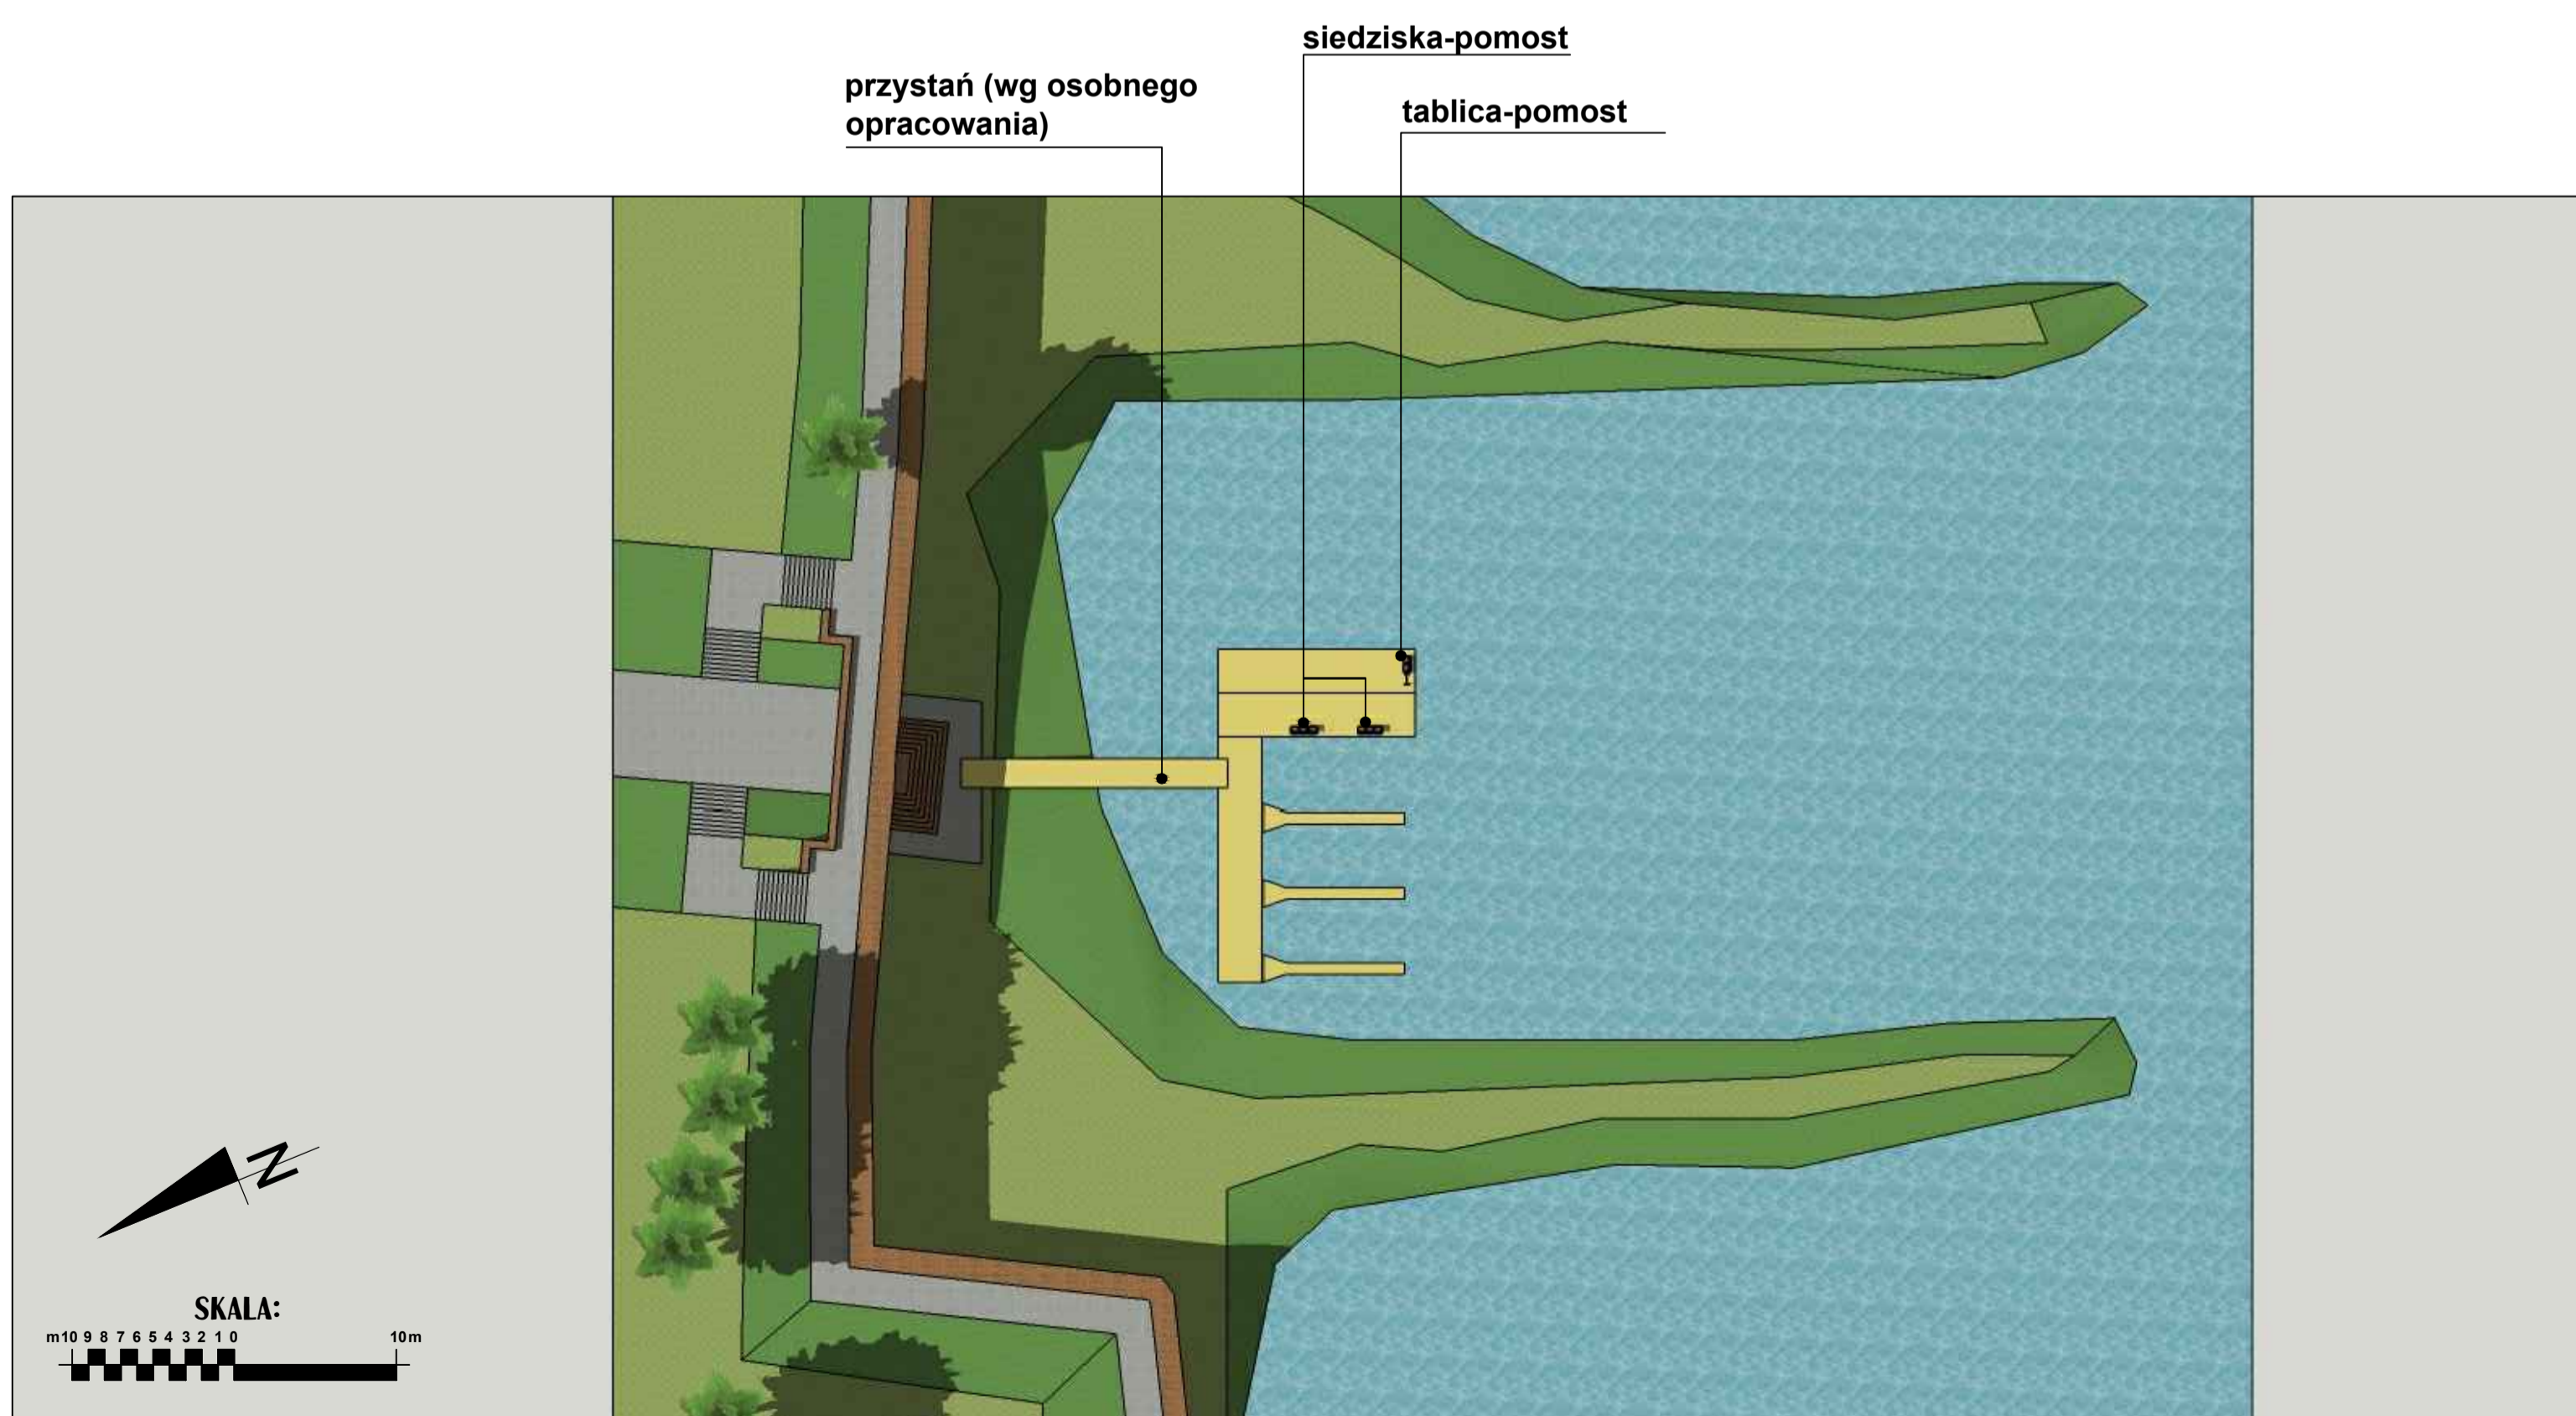 siedziska-pomost
przystań (wg osobnego
opracowania)
tablica-pomost
N
SKALA:
m10 9 8 7 6 5 4 3 2 1 0 10m